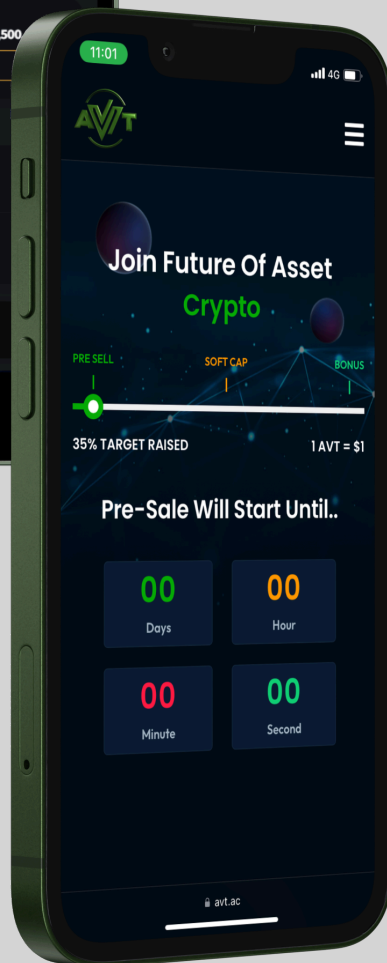 ,500
11:01
4G
AVT
Join Future Of Asset
Crypto
PRE SELL
SOFT CAP
BONUS
35% TARGET RAISED
1 AVT = $1
Pre-Sale Will Start Until..
00
00
Days
Hour
00
00
Minute
Second
avt.ac